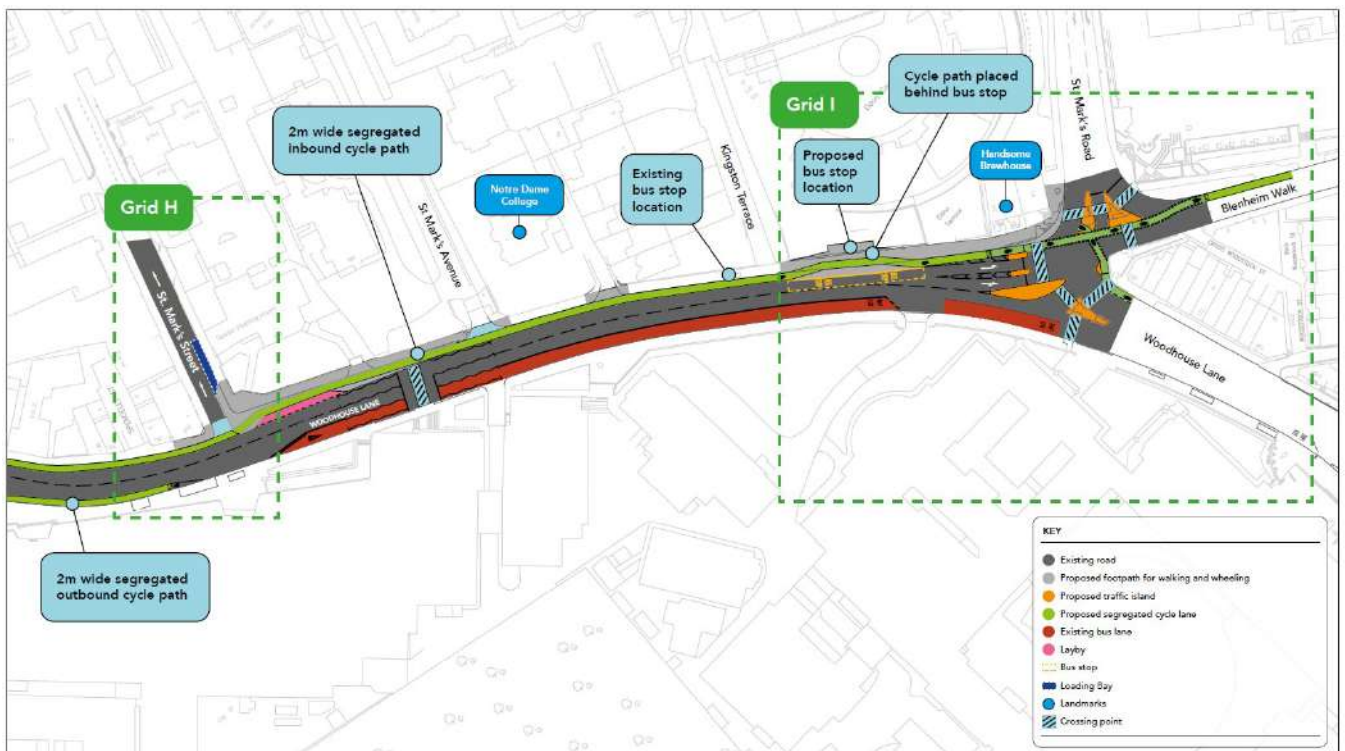 Grid I
Cycle path placed
behind bus stop
St. Mark's Road
2m wide segregated
inbound cycle path
Kingston Terrace
Proposed
bus stop
location
Handsome
Brewhouse
Existing
bus stop
location
Notre Dame
College
Grid H
St Mark's Avenue
Blenheim Walk
St. Mark's Street
WOODHOUSE LANE
Woodhouse Lane
2m wide segregated
outbound cycle path
KEY
Existing road
Proposed footpath for walking and wheeling
Proposed traffic island
Proposed segregated cycle lane
Existing bus lane
Layby
Bus stop
Loading Bay
Landmarks
Crossing point